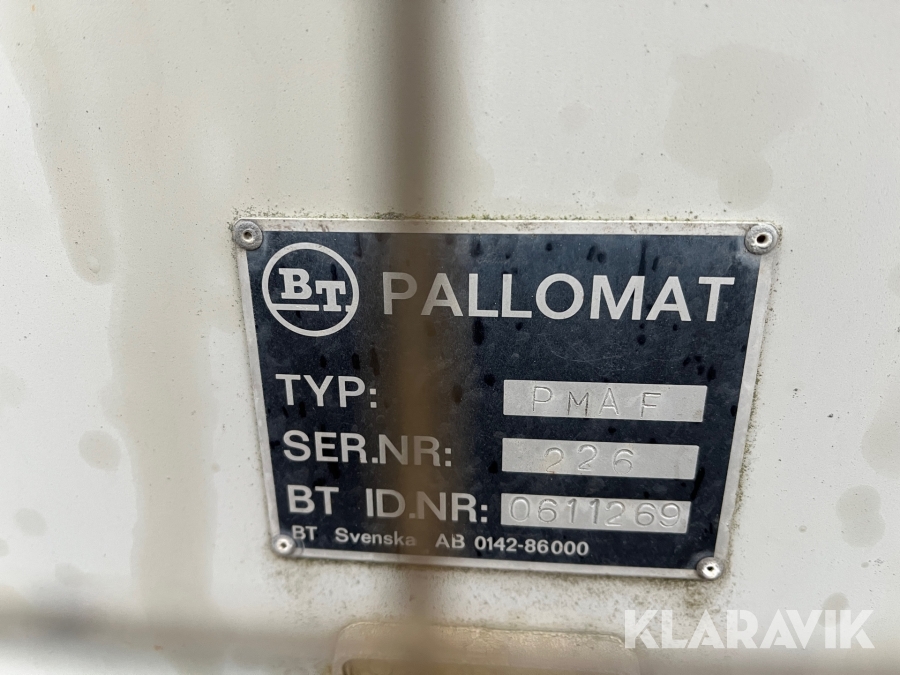 BT PALLOMAT
TYP: PMAF
SER.NR: 226
BT ID.NR: 0611269
BT Svenska AB 0142-86000
KLARAVIK